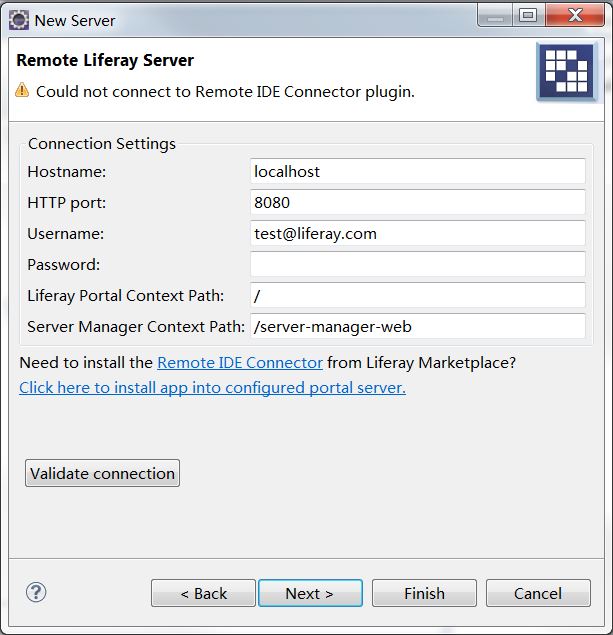 New Server
Remote Liferay Server
Could not connect to Remote IDE Connector plugin.
Connection Settings
Hostname: localhost
HTTP port: 8080
Username: test@liferay.com
Password:
Liferay Portal Context Path: /
Server Manager Context Path: /server-manager-web
Need to install the Remote IDE Connector from Liferay Marketplace?
Click here to install app into configured portal server.
Validate connection
? < Back Next > Finish Cancel